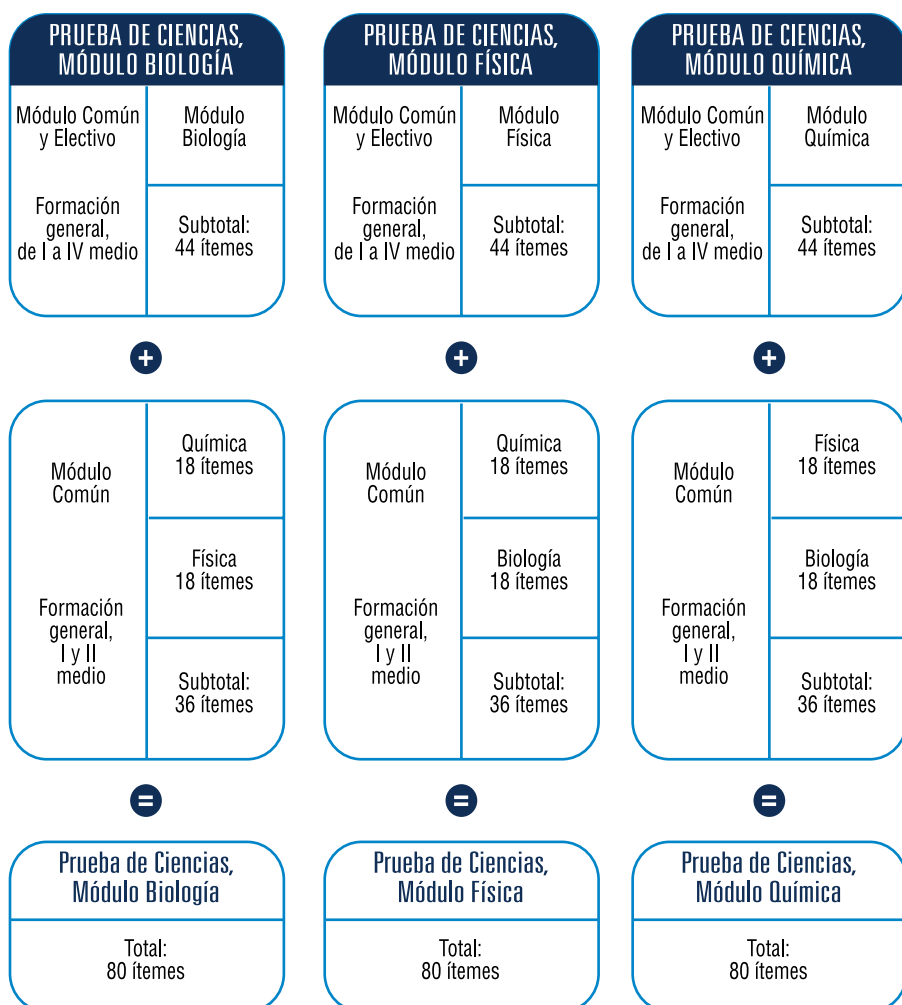 PRUEBA DE CIENCIAS,
MÓDULO BIOLOGÍA
Módulo Común
y Electivo
Formación
general,
de I a IV medio
Módulo
Biología
Subtotal:
44 ítemes
+
Módulo
Común
Formación
general,
I y II
medio
Química
18 ítemes
Física
18 ítemes
Subtotal:
36 ítemes
=
Prueba de Ciencias,
Módulo Biología
Total:
80 ítemes
PRUEBA DE CIENCIAS,
MÓDULO FÍSICA
Módulo Común
y Electivo
Formación
general,
de I a IV medio
Módulo
Física
Subtotal:
44 ítemes
+
Módulo
Común
Formación
general,
I y II
medio
Química
18 ítemes
Biología
18 ítemes
Subtotal:
36 ítemes
=
Prueba de Ciencias,
Módulo Física
Total:
80 ítemes
PRUEBA DE CIENCIAS,
MÓDULO QUÍMICA
Módulo Común
y Electivo
Formación
general,
de I a IV medio
Módulo
Química
Subtotal:
44 ítemes
+
Módulo
Común
Formación
general,
I y II
medio
Física
18 ítemes
Biología
18 ítemes
Subtotal:
36 ítemes
=
Prueba de Ciencias,
Módulo Química
Total:
80 ítemes